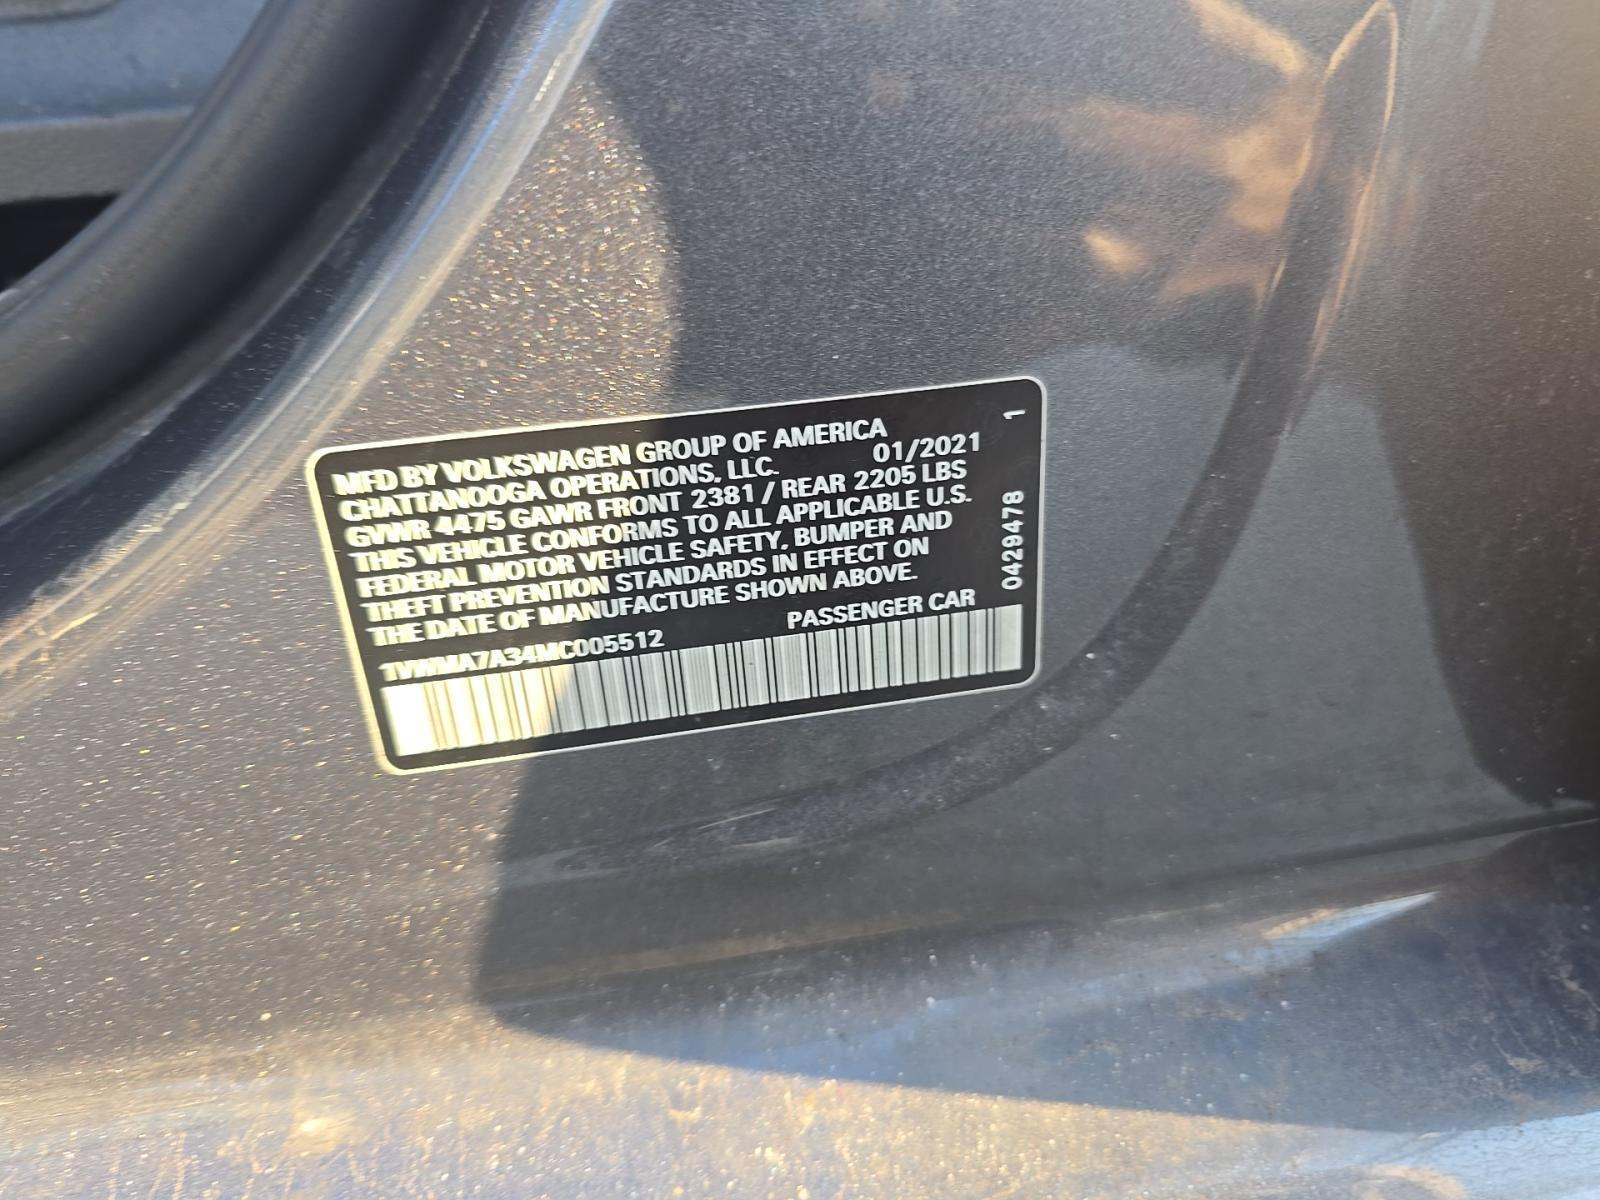 MFD BY VOLKSWAGEN GROUP OF AMERICA
CHATTANOOGA OPERATIONS, LLC. 01/2021
GVWR 4475 GAWR FRONT 2381 / REAR 2205 LBS
THIS VEHICLE CONFORMS TO ALL APPLICABLE U.S.
FEDERAL MOTOR VEHICLE SAFETY, BUMPER AND
THEFT PREVENTION STANDARDS IN EFFECT ON
THE DATE OF MANUFACTURE SHOWN ABOVE.
1VWMA7A34MC005512 PASSENGER CAR
0429478 1